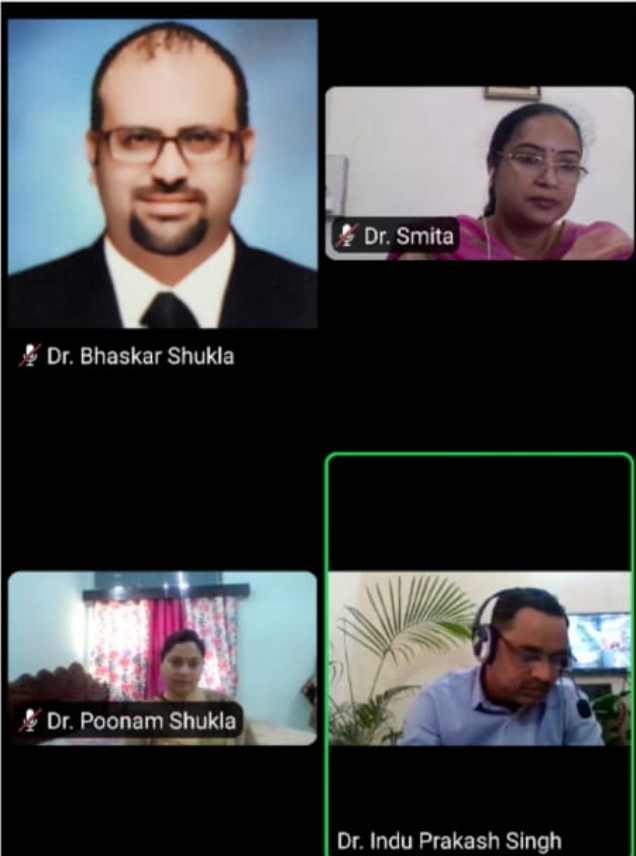 Dr. Bhaskar Shukla
Dr. Smita
Dr. Poonam Shukla
Dr. Indu Prakash Singh